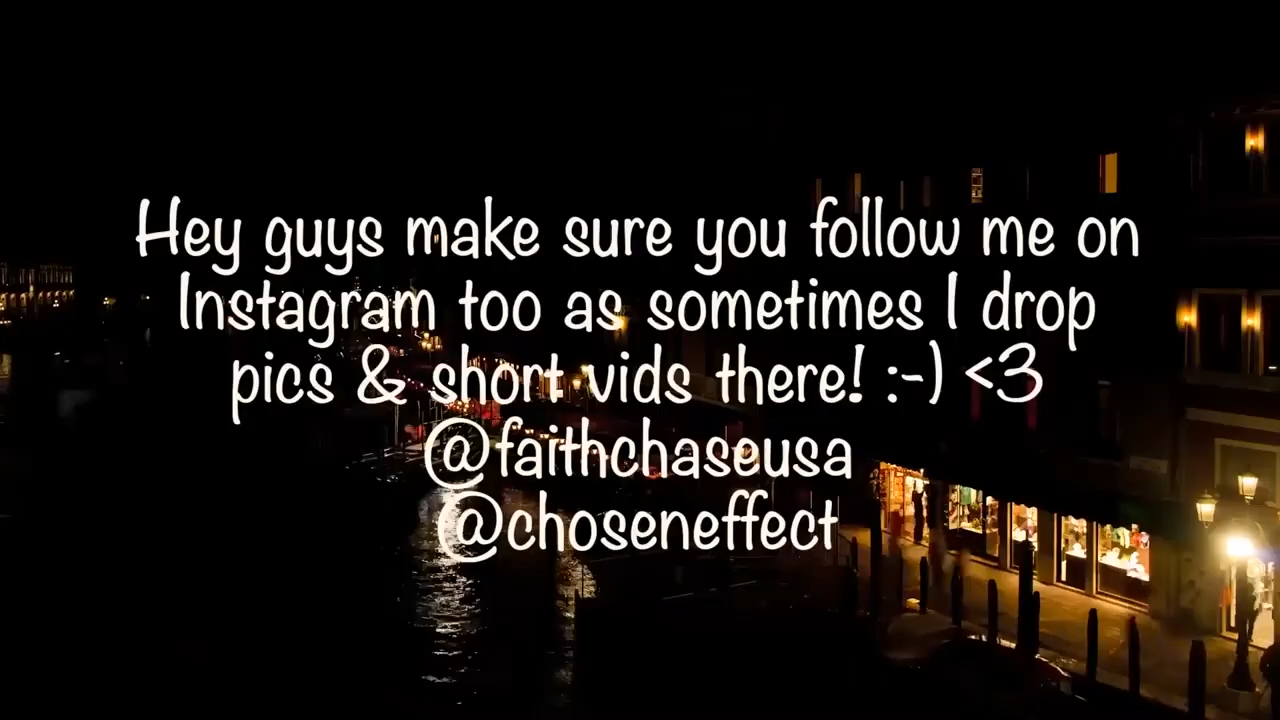 Hey guys make sure you follow me on
Instagram too as sometimes I drop
pics & short vids there! :-) <3
@faithchaseusa
@choseneffect